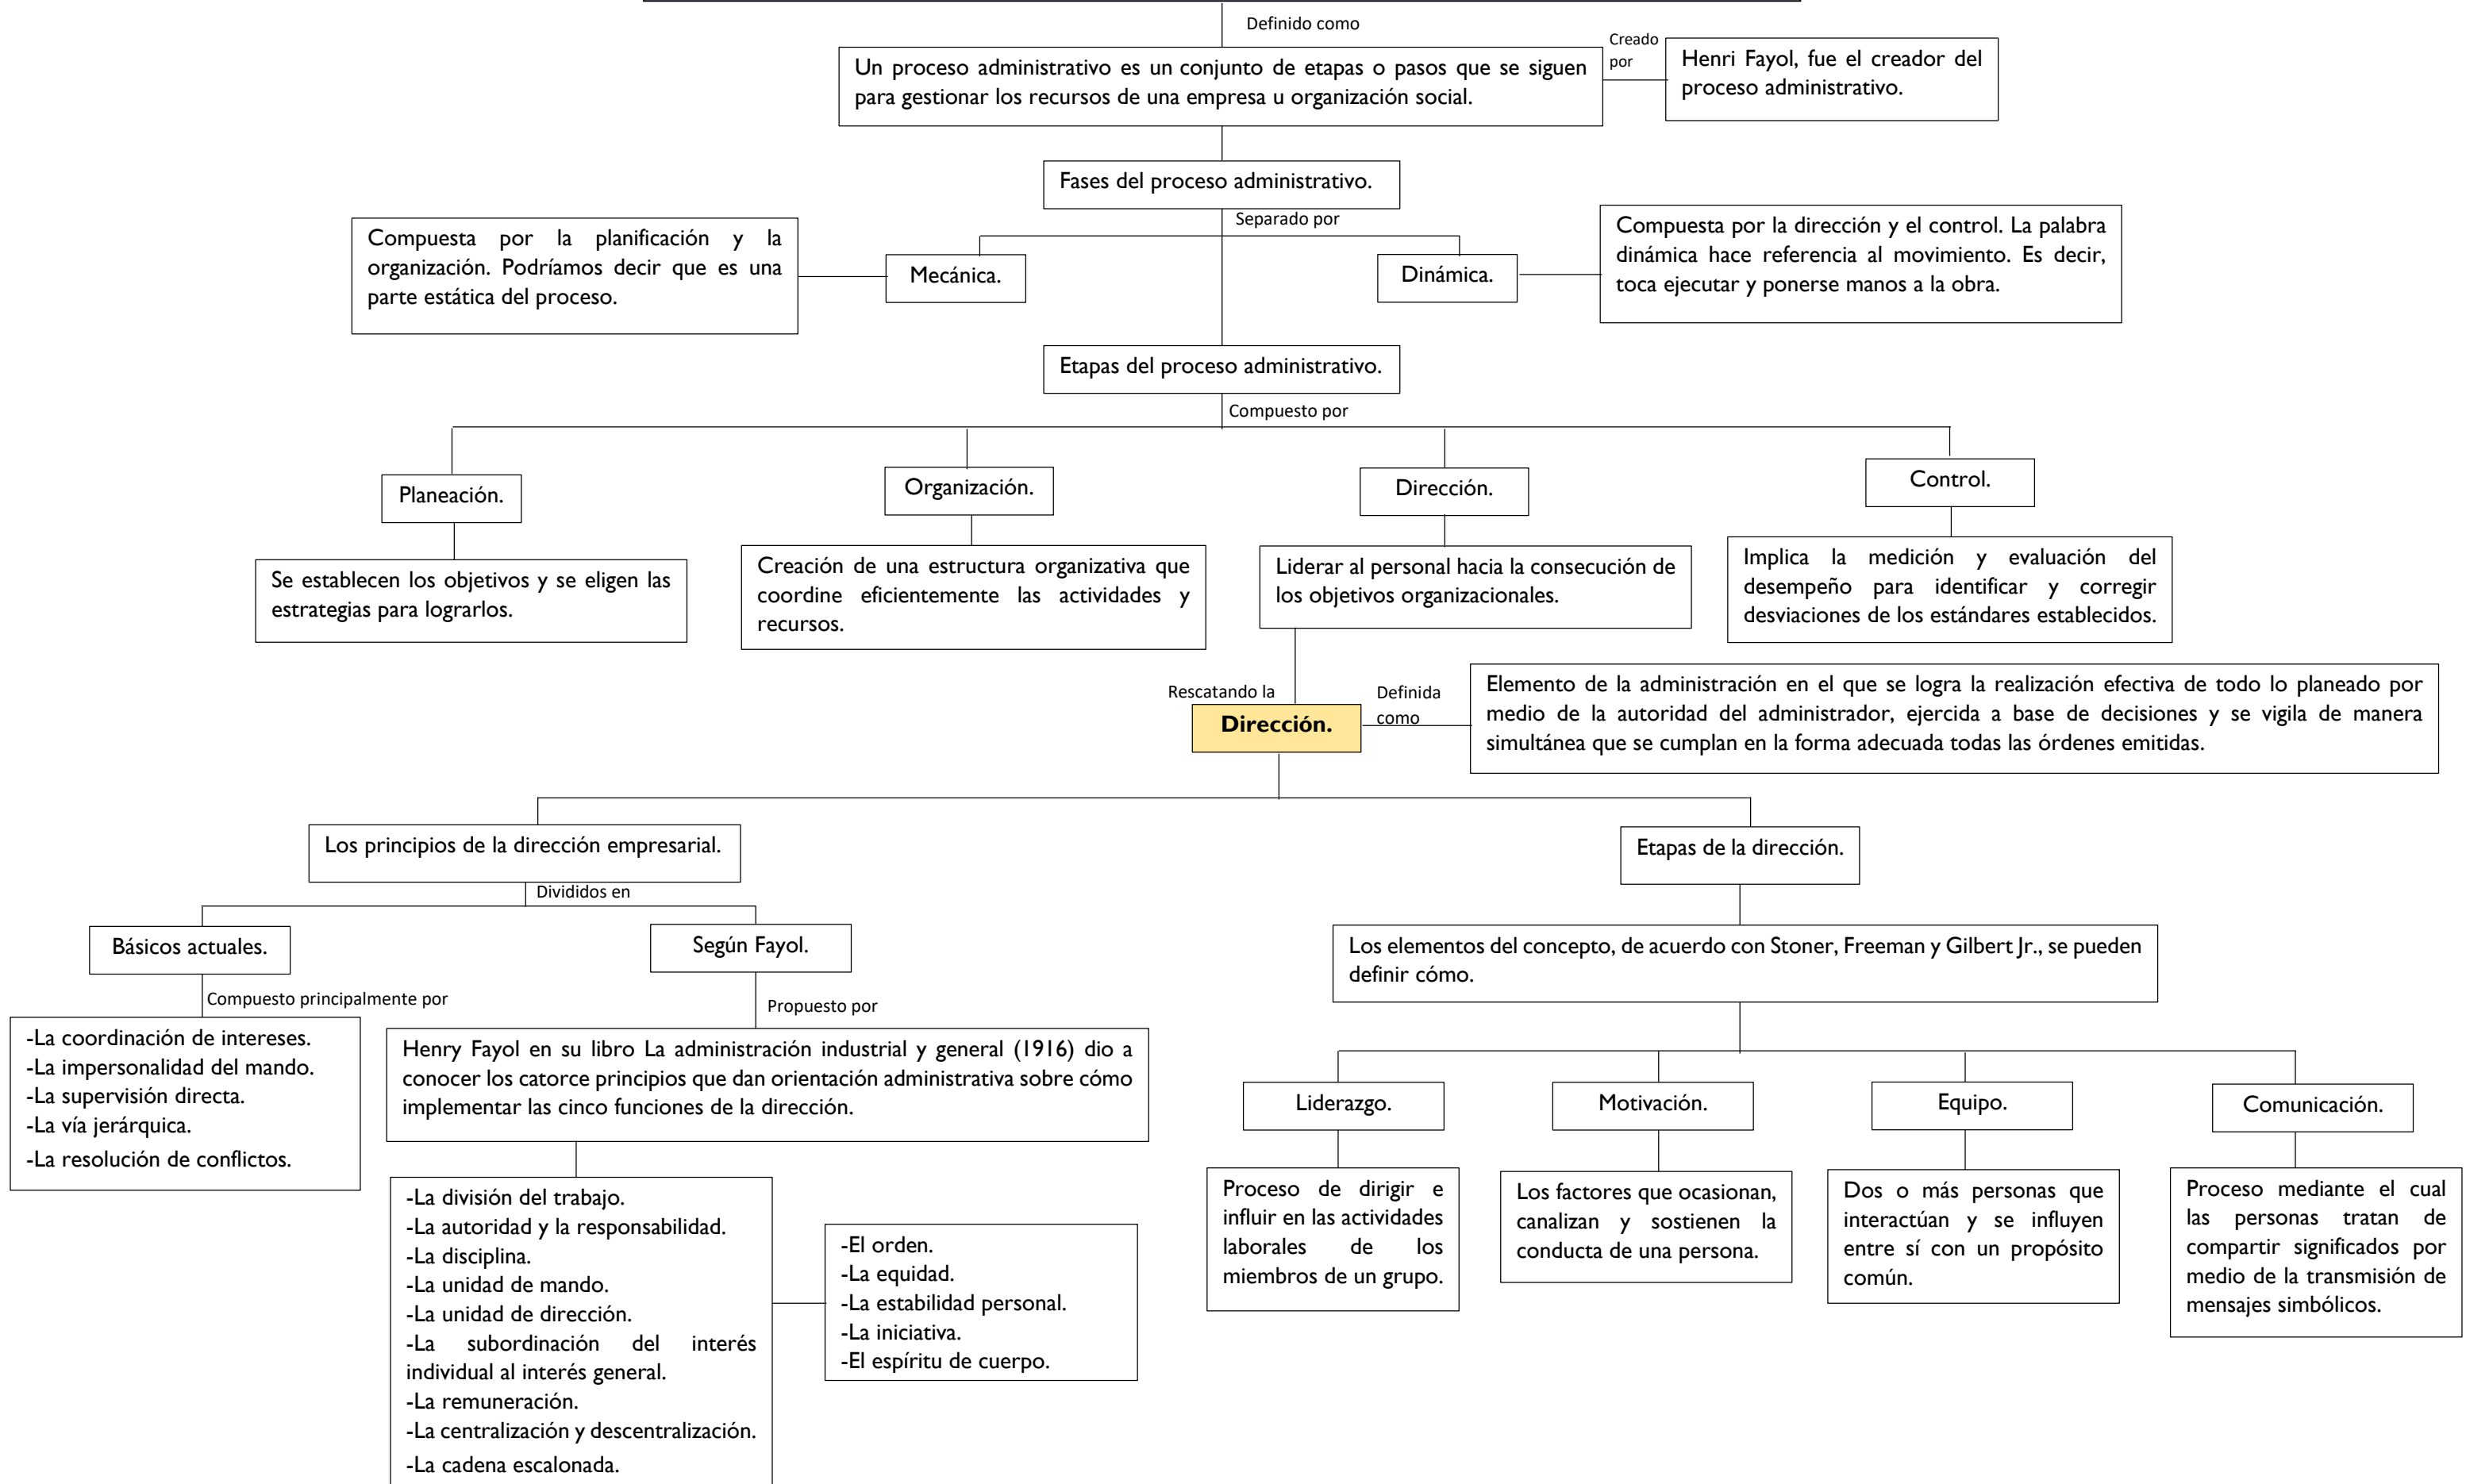 Definido como
Creado
por
Un proceso administrativo es un conjunto de etapas o pasos que se siguen
para gestionar los recursos de una empresa u organización social.
Henri Fayol, fue el creador del
proceso administrativo.
Fases del proceso administrativo.
Separado por
Compuesta por la planificación y la
organización. Podríamos decir que es una
parte estática del proceso.
Mecánica.
Dinámica.
Compuesta por la dirección y el control. La palabra
dinámica hace referencia al movimiento. Es decir,
toca ejecutar y ponerse manos a la obra.
Etapas del proceso administrativo.
Compuesto por
Planeación.
Organización.
Dirección.
Control.
Se establecen los objetivos y se eligen las
estrategias para lograrlos.
Creación de una estructura organizativa que
coordine eficientemente las actividades y
recursos.
Liderar al personal hacia la consecución de
los objetivos organizacionales.
Implica la medición y evaluación del
desempeño para identificar y corregir
desviaciones de los estándares establecidos.
Rescatando la
Dirección.
Definida
como
Elemento de la administración en el que se logra la realización efectiva de todo lo planeado por
medio de la autoridad del administrador, ejercida a base de decisiones y se vigila de manera
simultánea que se cumplan en la forma adecuada todas las órdenes emitidas.
Los principios de la dirección empresarial.
Divididos en
Básicos actuales.
Según Fayol.
Compuesto principalmente por
Propuesto por
-La coordinación de intereses.
-La impersonalidad del mando.
-La supervisión directa.
-La vía jerárquica.
-La resolución de conflictos.
Henry Fayol en su libro La administración industrial y general (1916) dio a
conocer los catorce principios que dan orientación administrativa sobre cómo
implementar las cinco funciones de la dirección.
-La división del trabajo.
-La autoridad y la responsabilidad.
-La disciplina.
-La unidad de mando.
-La unidad de dirección.
-La subordinación del interés
individual al interés general.
-La remuneración.
-La centralización y descentralización.
-La cadena escalonada.
-El orden.
-La equidad.
-La estabilidad personal.
-La iniciativa.
-El espíritu de cuerpo.
Etapas de la dirección.
Los elementos del concepto, de acuerdo con Stoner, Freeman y Gilbert Jr., se pueden
definir cómo.
Liderazgo.
Motivación.
Equipo.
Comunicación.
Proceso de dirigir e
influir en las actividades
laborales de los
miembros de un grupo.
Los factores que ocasionan,
canalizan y sostienen la
conducta de una persona.
Dos o más personas que
interactúan y se influyen
entre sí con un propósito
común.
Proceso mediante el cual
las personas tratan de
compartir significados por
medio de la transmisión de
mensajes simbólicos.